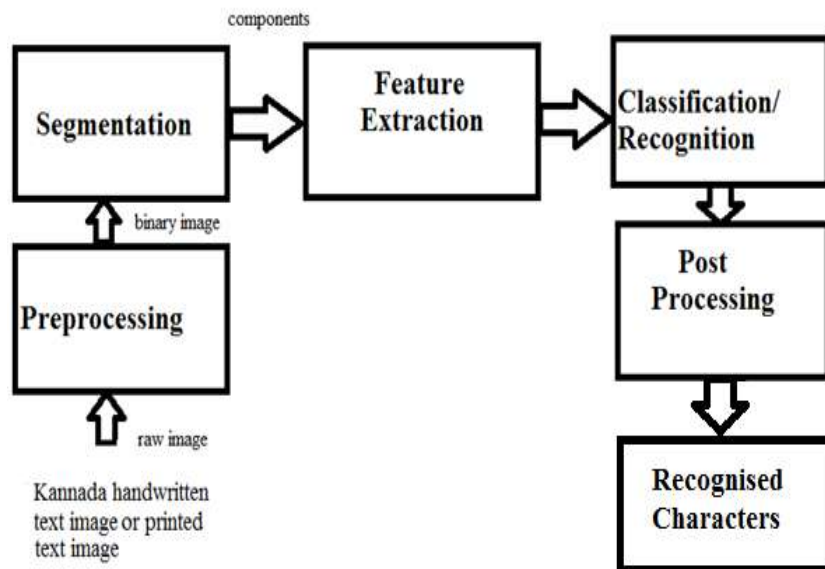 components
Segmentation
Feature
Extraction
Classification/
Recognition
binary image
Preprocessing
Post
Processing
raw image
Kannada handwritten
text image or printed
text image
Recognised
Characters